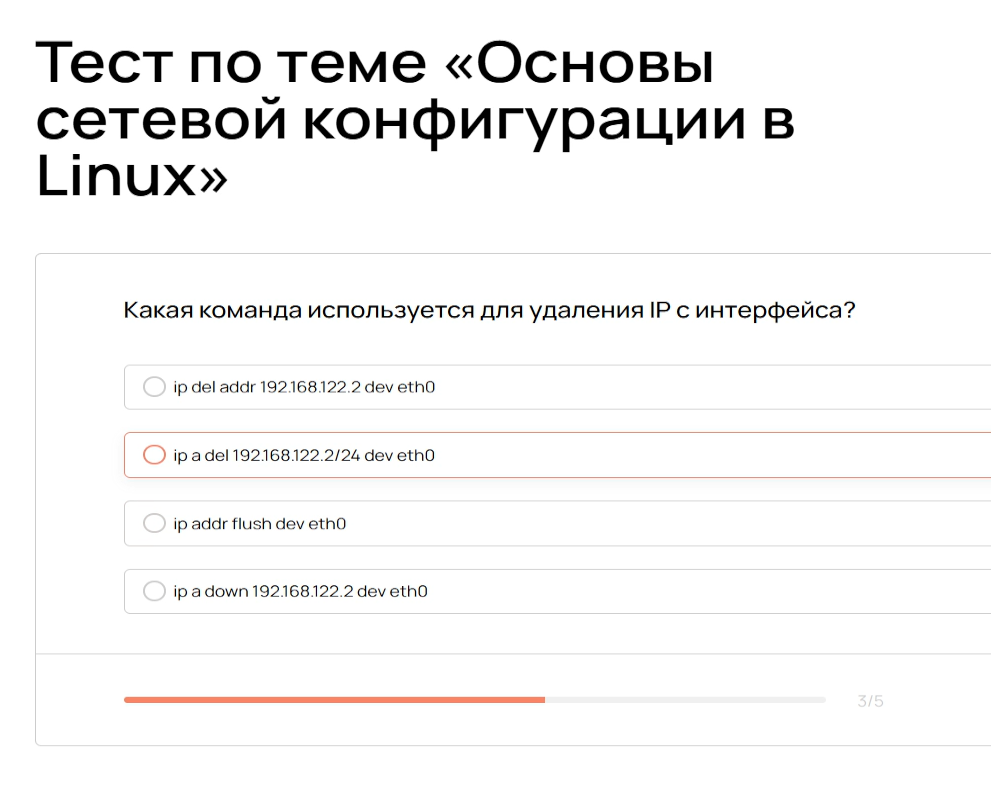 Тест по теме «Основы
сетевой конфигурации в
Linux»
Какая команда используется для удаления IP с интерфейса?
ip del addr 192.168.122.2 dev eth0
ip a del 192.168.122.2/24 dev eth0
ip addr flush dev eth0
ip a down 192.168.122.2 dev eth0
3/5